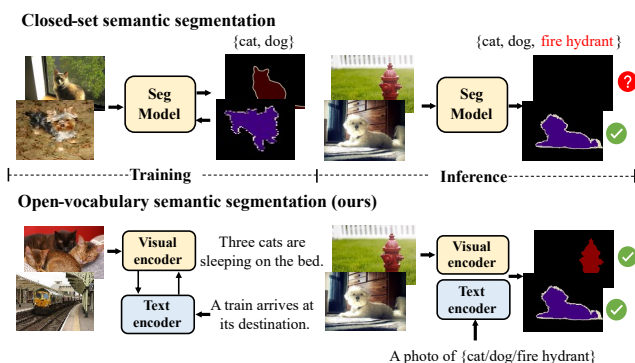 Closed-set semantic segmentation
{cat, dog}
{cat, dog, fire hydrant}
Seg
Model
Seg
Model
?
Training
Inference
Open-vocabulary semantic segmentation (ours)
Visual
encoder
Three cats are
sleeping on the bed.
Text
encoder
A train arrives at
its destination.
Visual
encoder
Text
encoder
A photo of {cat/dog/fire hydrant}